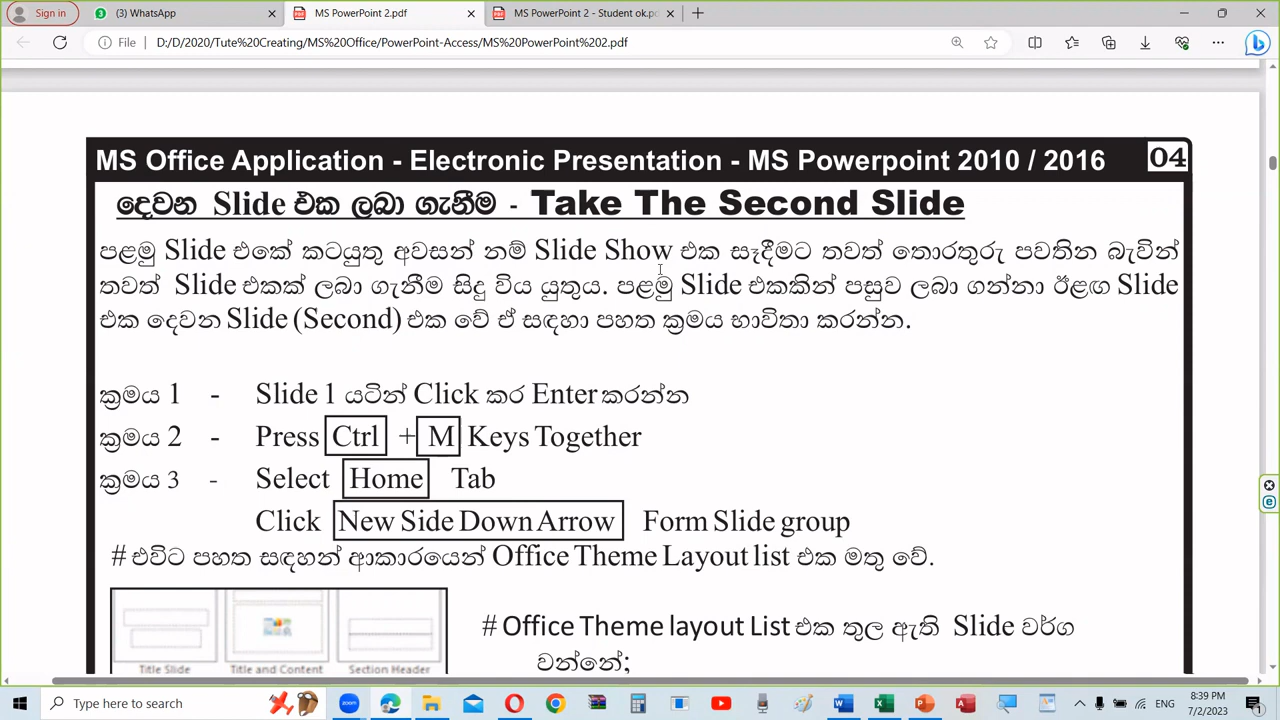 Sign in
(3) WhatsApp
MS PowerPoint 2.pdf
MS PowerPoint 2 - Student ok.pd
File D:/D/2020/Tute%20Creating/MS%20Office/PowerPoint-Access/MS%20PowerPoint%202.pdf
MS Office Application - Electronic Presentation - MS Powerpoint 2010 / 2016 04
දෙවන Slide එක ලබා ගැනීම - Take The Second Slide
පළමු Slide එකේ කටයුතු අවසන් නම් Slide Show එක සෑදීමට තවත් තොරතුරු පවතින බැවින්
තවත් Slide එකක් ලබා ගැනීම සිදු විය යුතුය. පළමු Slide එකකින් පසුව ලබා ගන්නා ඊළඟ Slide
එක දෙවන Slide (Second) එක වේ ඒ සඳහා පහත ක්‍රමය භාවිතා කරන්න.
ක්‍රමය 1 - Slide 1 යටින් Click කර Enter කරන්න
ක්‍රමය 2 - Press Ctrl + M Keys Together
ක්‍රමය 3 - Select Home Tab
Click New Side Down Arrow Form Slide group
# එවිට පහත සඳහන් ආකාරයෙන් Office Theme Layout list එක මතු වේ.
Title Slide Title and Content Section Header
# Office Theme layout List එක තුල ඇති Slide වර්ග
වන්නේ;
Type here to search
zoom
ENG
8:39 PM
7/2/2023